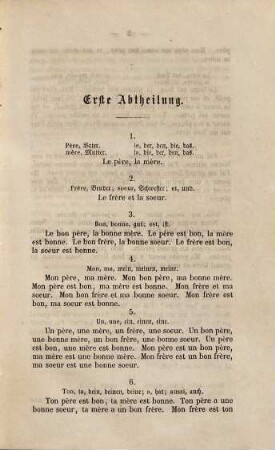 Erste Abtheilung.
1.
Père, Vater. le, der, den, die, das.
mère, Mutter. la, die, der, den, das.
Le père, la mère.
2.
frère, Bruder; soeur, Schwester; et, und.
Le frère et la soeur.
3.
Bon, bonne, gut; est, ist.
Le bon père, la bonne mère. Le père est bon, la mère
est bonne. Le bon frère, la bonne soeur. Le frère est bon,
la soeur est bonne.
4.
Mon, ma, mein, meinen, meine.
Mon père, ma mère. Mon bon père, ma bonne mère.
Mon père est bon, ma mère est bonne. Mon frère et ma
soeur. Mon bon frère et ma bonne soeur. Mon frère est
bon, ma soeur est bonne.
5.
Un, une, ein, einen, eine.
Un père, une mère, un frère, une soeur. Un bon père,
une bonne mère, un bon frère, une bonne soeur. Un père
est bon, une mère est bonne. Mon père est un bon père,
ma mère est une bonne mère. Mon frère est un bon frère,
ma soeur est une bonne soeur.
6.
Ton, ta, dein, deinen, deine; a, hat; aussi, auch.
Ton père est bon, ta mère est bonne. Ton père a une
bonne soeur, ta mère a un bon frère. Mon frère est ton